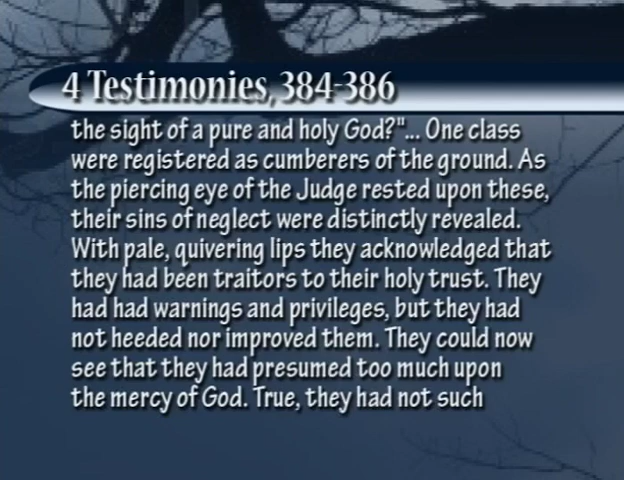 4 Testimonies, 384-386
the sight of a pure and holy God?"... One class
were registered as cumberers of the ground. As
the piercing eye of the Judge rested upon these,
their sins of neglect were distinctly revealed.
With pale, quivering lips they acknowledged that
they had been traitors to their holy trust. They
had had warnings and privileges, but they had
not heeded nor improved them. They could now
see that they had presumed too much upon
the mercy of God. True, they had not such